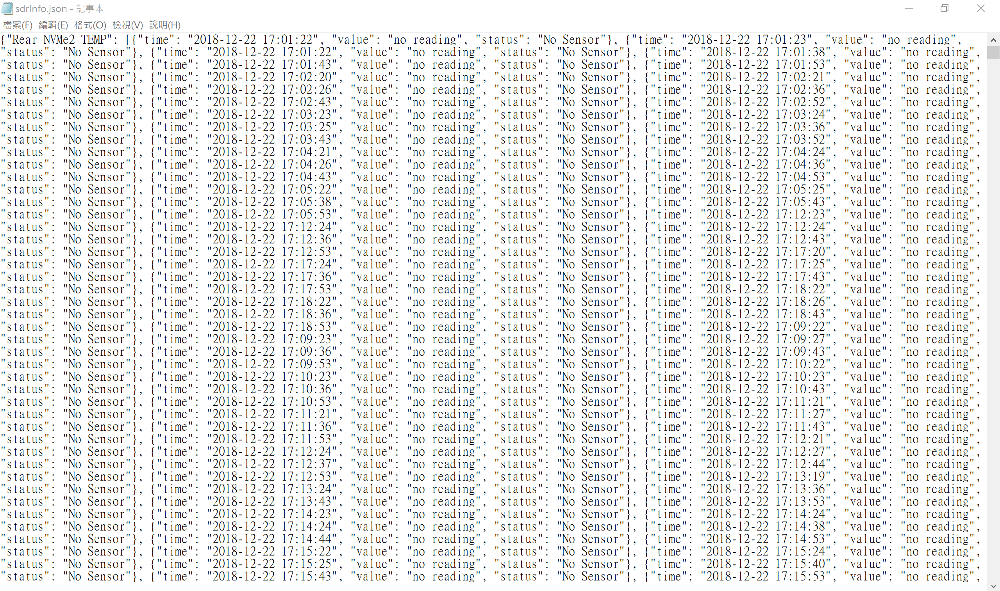 sdrInfo.json - 記事本
檔案(F) 編輯(E) 格式(O) 檢視(V) 說明(H)
{"Rear_NVMe2_TEMP": [{"time": "2018-12-22 17:01:22", "value": "no reading", "status": "No Sensor"}, {"time": "2018-12-22 17:01:23", "value": "no reading",
"status": "No Sensor"}, {"time": "2018-12-22 17:01:22", "value": "no reading", "status": "No Sensor"}, {"time": "2018-12-22 17:01:38", "value": "no reading",
"status": "No Sensor"}, {"time": "2018-12-22 17:01:43", "value": "no reading", "status": "No Sensor"}, {"time": "2018-12-22 17:01:53", "value": "no reading",
"status": "No Sensor"}, {"time": "2018-12-22 17:02:20", "value": "no reading", "status": "No Sensor"}, {"time": "2018-12-22 17:02:21", "value": "no reading",
"status": "No Sensor"}, {"time": "2018-12-22 17:02:26", "value": "no reading", "status": "No Sensor"}, {"time": "2018-12-22 17:02:36", "value": "no reading",
"status": "No Sensor"}, {"time": "2018-12-22 17:02:43", "value": "no reading", "status": "No Sensor"}, {"time": "2018-12-22 17:02:52", "value": "no reading",
"status": "No Sensor"}, {"time": "2018-12-22 17:03:23", "value": "no reading", "status": "No Sensor"}, {"time": "2018-12-22 17:03:24", "value": "no reading",
"status": "No Sensor"}, {"time": "2018-12-22 17:03:25", "value": "no reading", "status": "No Sensor"}, {"time": "2018-12-22 17:03:36", "value": "no reading",
"status": "No Sensor"}, {"time": "2018-12-22 17:03:43", "value": "no reading", "status": "No Sensor"}, {"time": "2018-12-22 17:03:52", "value": "no reading",
"status": "No Sensor"}, {"time": "2018-12-22 17:04:21", "value": "no reading", "status": "No Sensor"}, {"time": "2018-12-22 17:04:24", "value": "no reading",
"status": "No Sensor"}, {"time": "2018-12-22 17:04:26", "value": "no reading", "status": "No Sensor"}, {"time": "2018-12-22 17:04:36", "value": "no reading",
"status": "No Sensor"}, {"time": "2018-12-22 17:04:43", "value": "no reading", "status": "No Sensor"}, {"time": "2018-12-22 17:04:53", "value": "no reading",
"status": "No Sensor"}, {"time": "2018-12-22 17:05:22", "value": "no reading", "status": "No Sensor"}, {"time": "2018-12-22 17:05:25", "value": "no reading",
"status": "No Sensor"}, {"time": "2018-12-22 17:05:38", "value": "no reading", "status": "No Sensor"}, {"time": "2018-12-22 17:05:43", "value": "no reading",
"status": "No Sensor"}, {"time": "2018-12-22 17:05:53", "value": "no reading", "status": "No Sensor"}, {"time": "2018-12-22 17:12:23", "value": "no reading",
"status": "No Sensor"}, {"time": "2018-12-22 17:12:24", "value": "no reading", "status": "No Sensor"}, {"time": "2018-12-22 17:12:24", "value": "no reading",
"status": "No Sensor"}, {"time": "2018-12-22 17:12:36", "value": "no reading", "status": "No Sensor"}, {"time": "2018-12-22 17:12:43", "value": "no reading",
"status": "No Sensor"}, {"time": "2018-12-22 17:12:53", "value": "no reading", "status": "No Sensor"}, {"time": "2018-12-22 17:17:20", "value": "no reading",
"status": "No Sensor"}, {"time": "2018-12-22 17:17:24", "value": "no reading", "status": "No Sensor"}, {"time": "2018-12-22 17:17:25", "value": "no reading",
"status": "No Sensor"}, {"time": "2018-12-22 17:17:36", "value": "no reading", "status": "No Sensor"}, {"time": "2018-12-22 17:17:43", "value": "no reading",
"status": "No Sensor"}, {"time": "2018-12-22 17:17:53", "value": "no reading", "status": "No Sensor"}, {"time": "2018-12-22 17:18:22", "value": "no reading",
"status": "No Sensor"}, {"time": "2018-12-22 17:18:22", "value": "no reading", "status": "No Sensor"}, {"time": "2018-12-22 17:18:26", "value": "no reading",
"status": "No Sensor"}, {"time": "2018-12-22 17:18:36", "value": "no reading", "status": "No Sensor"}, {"time": "2018-12-22 17:18:43", "value": "no reading",
"status": "No Sensor"}, {"time": "2018-12-22 17:18:53", "value": "no reading", "status": "No Sensor"}, {"time": "2018-12-22 17:09:22", "value": "no reading",
"status": "No Sensor"}, {"time": "2018-12-22 17:09:23", "value": "no reading", "status": "No Sensor"}, {"time": "2018-12-22 17:09:27", "value": "no reading",
"status": "No Sensor"}, {"time": "2018-12-22 17:09:36", "value": "no reading", "status": "No Sensor"}, {"time": "2018-12-22 17:09:43", "value": "no reading",
"status": "No Sensor"}, {"time": "2018-12-22 17:09:53", "value": "no reading", "status": "No Sensor"}, {"time": "2018-12-22 17:10:22", "value": "no reading",
"status": "No Sensor"}, {"time": "2018-12-22 17:10:23", "value": "no reading", "status": "No Sensor"}, {"time": "2018-12-22 17:10:23", "value": "no reading",
"status": "No Sensor"}, {"time": "2018-12-22 17:10:36", "value": "no reading", "status": "No Sensor"}, {"time": "2018-12-22 17:10:43", "value": "no reading",
"status": "No Sensor"}, {"time": "2018-12-22 17:10:53", "value": "no reading", "status": "No Sensor"}, {"time": "2018-12-22 17:11:21", "value": "no reading",
"status": "No Sensor"}, {"time": "2018-12-22 17:11:21", "value": "no reading", "status": "No Sensor"}, {"time": "2018-12-22 17:11:27", "value": "no reading",
"status": "No Sensor"}, {"time": "2018-12-22 17:11:36", "value": "no reading", "status": "No Sensor"}, {"time": "2018-12-22 17:11:43", "value": "no reading",
"status": "No Sensor"}, {"time": "2018-12-22 17:11:53", "value": "no reading", "status": "No Sensor"}, {"time": "2018-12-22 17:12:21", "value": "no reading",
"status": "No Sensor"}, {"time": "2018-12-22 17:12:24", "value": "no reading", "status": "No Sensor"}, {"time": "2018-12-22 17:12:27", "value": "no reading",
"status": "No Sensor"}, {"time": "2018-12-22 17:12:37", "value": "no reading", "status": "No Sensor"}, {"time": "2018-12-22 17:12:44", "value": "no reading",
"status": "No Sensor"}, {"time": "2018-12-22 17:12:53", "value": "no reading", "status": "No Sensor"}, {"time": "2018-12-22 17:13:19", "value": "no reading",
"status": "No Sensor"}, {"time": "2018-12-22 17:13:24", "value": "no reading", "status": "No Sensor"}, {"time": "2018-12-22 17:13:36", "value": "no reading",
"status": "No Sensor"}, {"time": "2018-12-22 17:13:43", "value": "no reading", "status": "No Sensor"}, {"time": "2018-12-22 17:13:53", "value": "no reading",
"status": "No Sensor"}, {"time": "2018-12-22 17:14:23", "value": "no reading", "status": "No Sensor"}, {"time": "2018-12-22 17:14:24", "value": "no reading",
"status": "No Sensor"}, {"time": "2018-12-22 17:14:24", "value": "no reading", "status": "No Sensor"}, {"time": "2018-12-22 17:14:38", "value": "no reading",
"status": "No Sensor"}, {"time": "2018-12-22 17:14:44", "value": "no reading", "status": "No Sensor"}, {"time": "2018-12-22 17:14:53", "value": "no reading",
"status": "No Sensor"}, {"time": "2018-12-22 17:15:22", "value": "no reading", "status": "No Sensor"}, {"time": "2018-12-22 17:15:24", "value": "no reading",
"status": "No Sensor"}, {"time": "2018-12-22 17:15:25", "value": "no reading", "status": "No Sensor"}, {"time": "2018-12-22 17:15:40", "value": "no reading",
"status": "No Sensor"}, {"time": "2018-12-22 17:15:43", "value": "no reading", "status": "No Sensor"}, {"time": "2018-12-22 17:15:53", "value": "no reading",